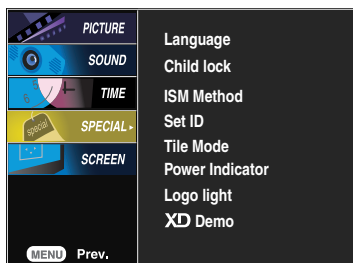 PICTURE
SOUND
TIME
SPECIAL
SCREEN
MENU Prev.
Language
Child lock
ISM Method
Set ID
Tile Mode
Power Indicator
Logo light
XD Demo
special